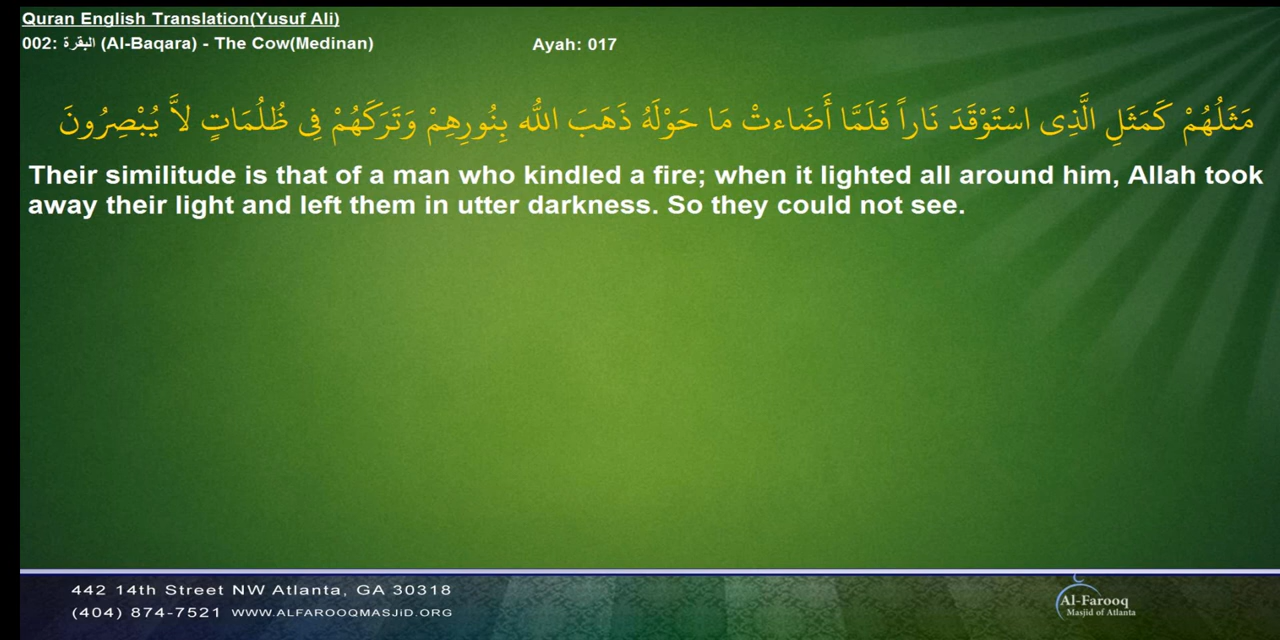 Quran English Translation(Yusuf Ali)
002: البقرة (Al-Baqara) - The Cow(Medinan)
Ayah: 017
مَثَلُهُمْ كَمَثَلِ الَّذِى اسْتَوْقَدَ نَاراً فَلَمَّا أَضَاءتْ مَا حَوْلَهُ ذَهَبَ اللّٰه بِنُورِهِمْ وَتَرَكَهُمْ فِى ظُلُمَاتٍ لاَّ يُبْصِرُونَ
Their similitude is that of a man who kindled a fire; when it lighted all around him, Allah took
away their light and left them in utter darkness. So they could not see.
442 14th Street NW Atlanta, GA 30318
(404) 874-7521 WWW.ALFAROOQMASJiD.ORG
Al-Farooq
Masjid of Atlanta